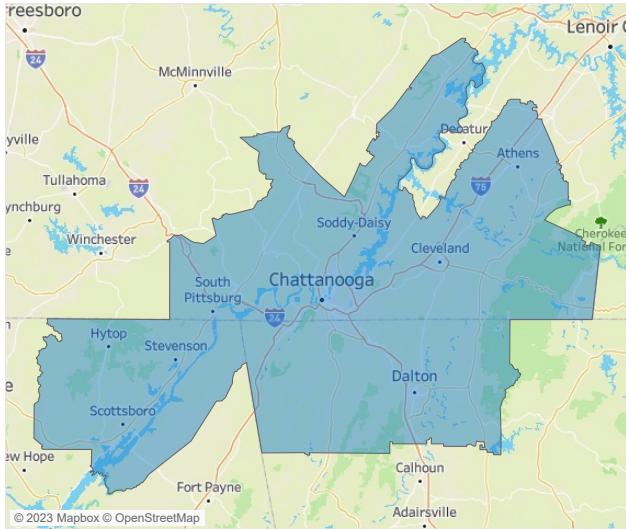 reesboro
Lenoir C
24
McMinnville
Decatur
yville
Athens
Tullahoma
24
75
ynchburg
Soddy-Daisy
Cherokee
National For
Winchester
Cleveland
e
South
Pittsburg
Chattanooga
24
n
Hytop
Stevenson
e
Dalton
Scottsboro
ew Hope
Calhoun
Fort Payne
Adairsville
© 2023 Mapbox © OpenStreetMap